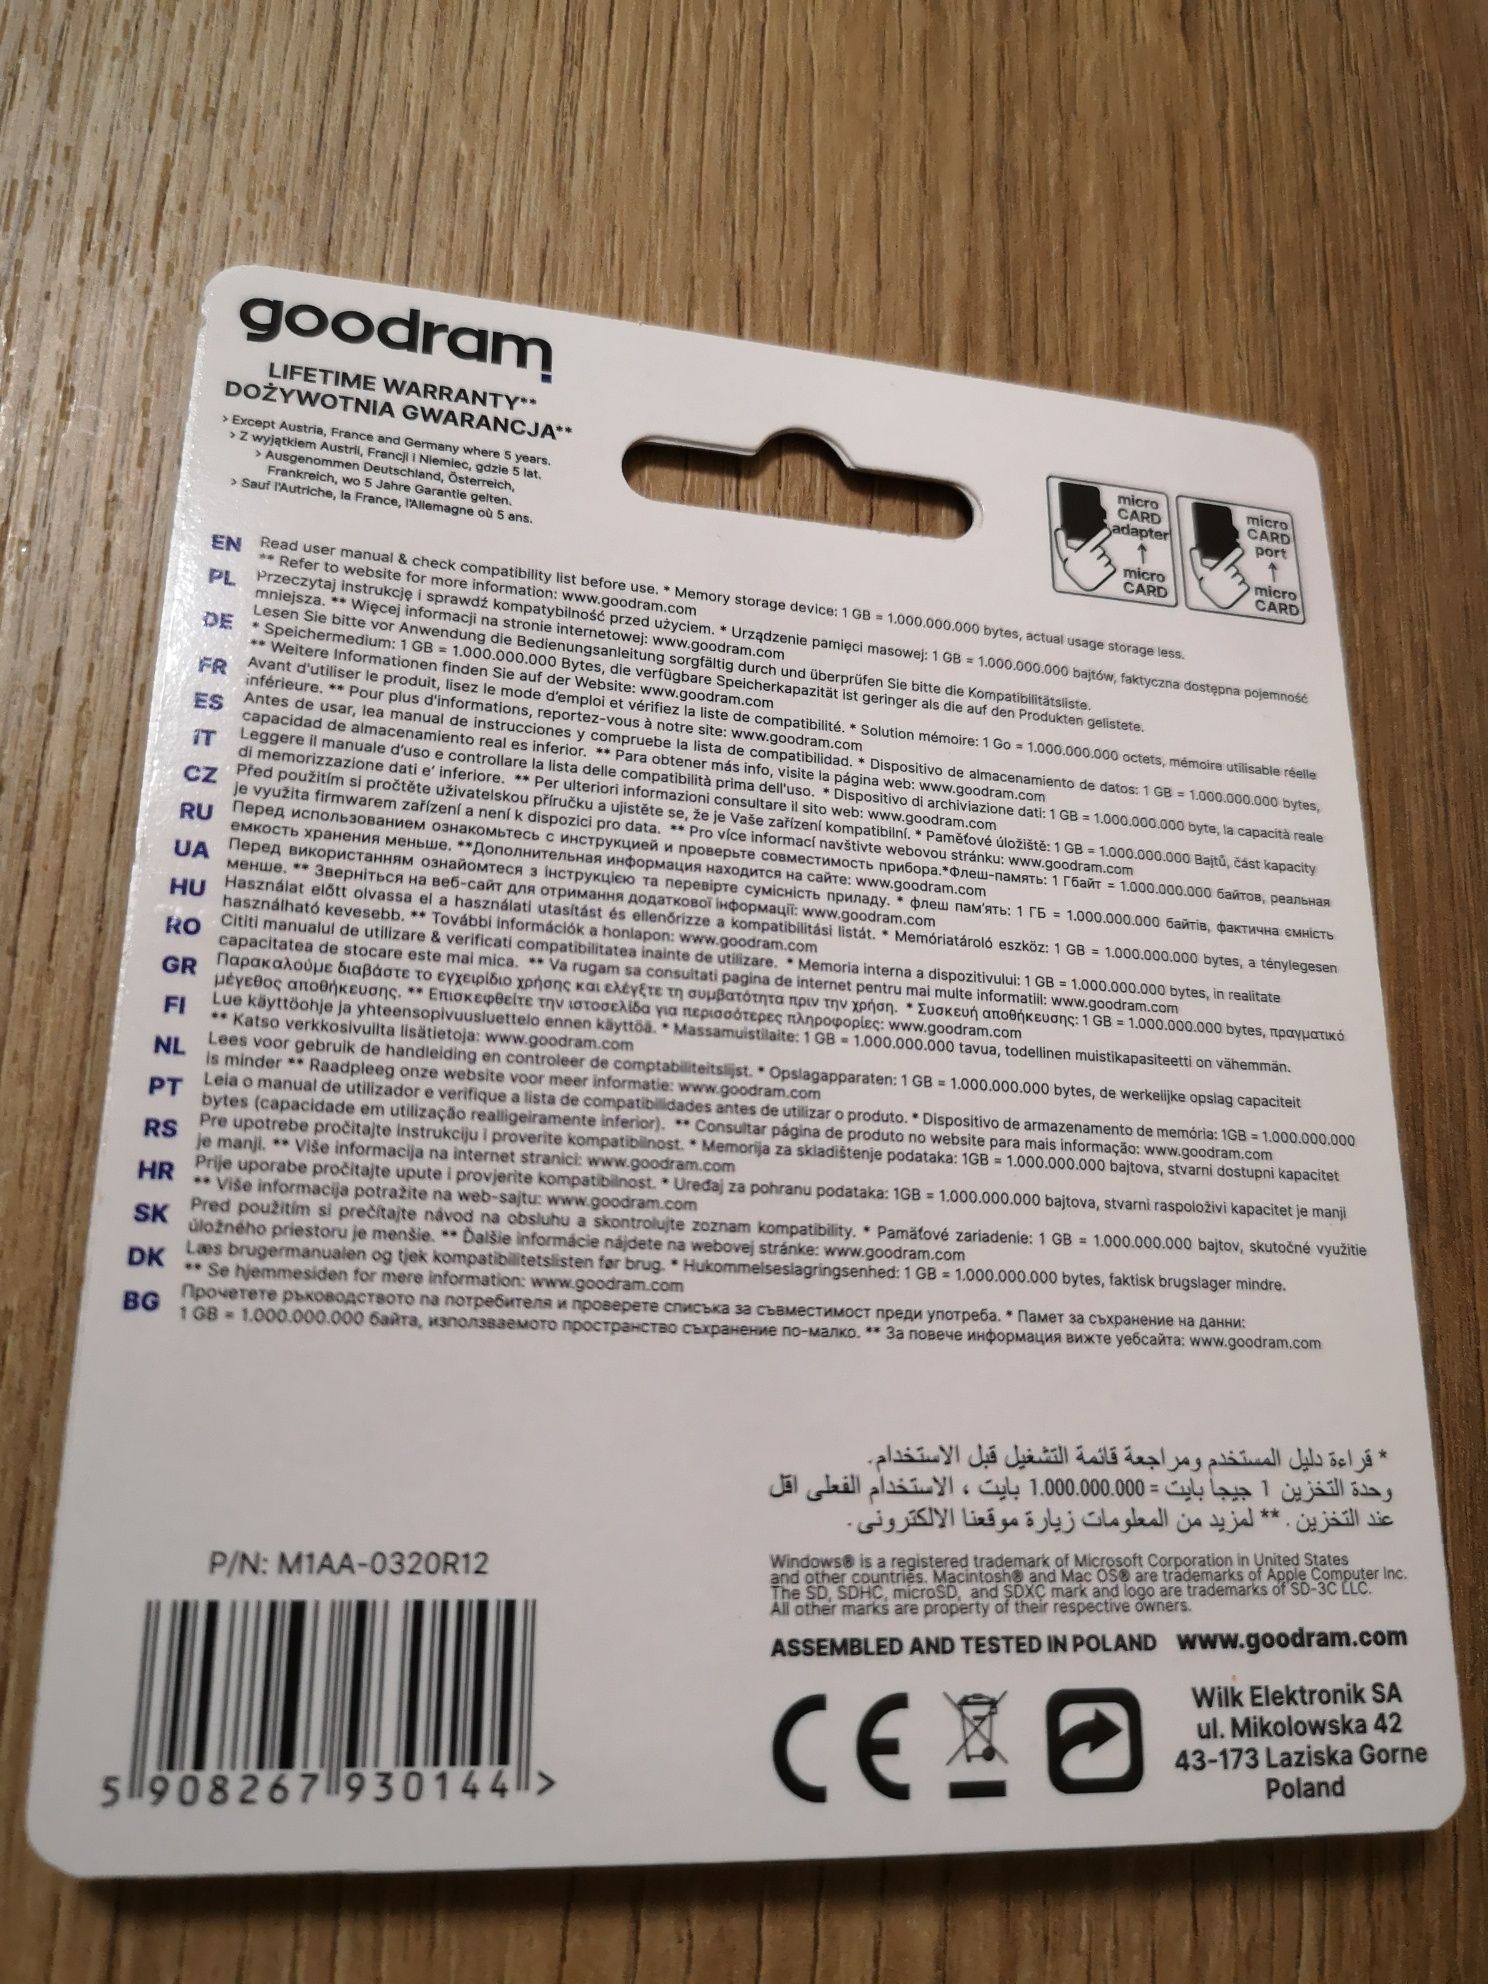 goodram
LIFETIME WARRANTY**
DOŻYWOTNIA GWARANCJA**
> Except Austria, France and Germany where 5 years.
> Z wyjątkiem Austrii, Francji i Niemiec, gdzie 5 lat.
> Ausgenommen Deutschland, Österreich,
Frankreich, wo 5 Jahre Garantie gelten.
> Sauf l'Autriche, la France, l'Allemagne où 5 ans.
micro
CARD
adapter
↑
micro
CARD
micro
CARD
port
↑
micro
CARD
EN Read user manual & check compatibility list before use. * Memory storage device: 1 GB = 1.000.000.000 bytes, actual usage storage less.
** Refer to website for more information: www.goodram.com
PL Przeczytaj instrukcję i sprawdź kompatybilność przed użyciem. * Urządzenie pamięci masowej: 1 GB = 1.000.000.000 bajtów, faktyczna dostępna pojemność
mniejsza. ** Więcej informacji na stronie internetowej: www.goodram.com
DE Lesen Sie bitte vor Anwendung die Bedienungsanleitung sorgfältig durch und überprüfen Sie bitte die Kompatibilitätsliste.
* Speichermedium: 1 GB = 1.000.000.000 Bytes, die verfügbare Speicherkapazität ist geringer als die auf den Produkten gelistete.
** Weitere Informationen finden Sie auf der Website: www.goodram.com
FR Avant d'utiliser le produit, lisez le mode d'emploi et vérifiez la liste de compatibilité. * Solution mémoire: 1 Go = 1.000.000.000 octets, mémoire utilisable réelle
inférieure. ** Pour plus d'informations, reportez-vous à notre site: www.goodram.com
ES Antes de usar, lea manual de instrucciones y compruebe la lista de compatibilidad. * Dispositivo de almacenamiento de datos: 1 GB = 1.000.000.000 bytes,
capacidad de almacenamiento real es inferior. ** Para obtener más info, visite la página web: www.goodram.com
IT Leggere il manuale d'uso e controllare la lista delle compatibilità prima dell'uso. * Dispositivo di archiviazione dati: 1 GB = 1.000.000.000 byte, la capacità reale
di memorizzazione dati e' inferiore. ** Per ulteriori informazioni consultare il sito web: www.goodram.com
CZ Před použitím si pročtěte uživatelskou příručku a ujistěte se, že je Vaše zařízení kompatibilní. * Paměťové úložiště: 1 GB = 1.000.000.000 Bajtů, část kapacity
je využita firmwarem zařízení a není k dispozici pro data. ** Pro více informací navštivte webovou stránku: www.goodram.com
RU Перед использованием ознакомьтесь с инструкцией и проверьте совместимость прибора.*флеш-память: 1 Гбайт = 1.000.000.000 байтов, реальная
емкость хранения меньше. **Дополнительная информация находится на сайте: www.goodram.com
UA Перед використанням ознайомтеся з інструкцією та перевірте сумісність приладу. * флеш пам'ять: 1 ГБ = 1.000.000.000 байтів, фактична ємність
менше. ** Зверніться на веб-сайт для отримання додаткової інформації: www.goodram.com
HU Használat előtt olvassa el a használati utasítást és ellenőrizze a kompatibilitási listát. * Memóriatároló eszköz: 1 GB = 1.000.000.000 bytes, a ténylegesen
használható kevesebb. ** További információk a honlapon: www.goodram.com
RO Cititi manualul de utilizare & verificati compatibilitatea inainte de utilizare. * Memoria interna a dispozitivului: 1 GB = 1.000.000.000 bytes, in realitate
capacitatea de stocare este mai mica. ** Va rugam sa consultati pagina de internet pentru mai multe informatiil: www.goodram.com
GR Παρακαλούμε διαβάστε το εγχειρίδιο χρήσης και ελέγξτε τη συμβατότητα πριν την χρήση. * Συσκευή αποθήκευσης: 1 GB = 1.000.000.000 bytes, πραγματικό
μέγεθος αποθήκευσης. ** Επισκεφθείτε την ιστοσελίδα για περισσότερες πληροφορίες: www.goodram.com
FI Lue käyttöohje ja yhteensopivuusluettelo ennen käyttöä. * Massamuistilaite: 1 GB = 1.000.000.000 tavua, todellinen muistikapasiteetti on vähemmän.
** Katso verkkosivuilta lisätietoja: www.goodram.com
NL Lees voor gebruik de handleiding en controleer de comptabiliteitslijst. * Opslagapparaten: 1 GB = 1.000.000.000 bytes, de werkelijke opslag capaciteit
is minder ** Raadpleeg onze website voor meer informatie: www.goodram.com
PT Leia o manual de utilizador e verifique a lista de compatibilidades antes de utilizar o produto. * Dispositivo de armazenamento de memória: 1GB = 1.000.000.000
bytes (capacidade em utilização realligeiramente inferior). ** Consultar página de produto no website para mais informação: www.goodram.com
RS Pre upotrebe pročitajte instrukciju i proverite kompatibilnost. * Memorija za skladištenje podataka: 1GB = 1.000.000.000 bajtova, stvarni dostupni kapacitet
je manji. ** Više informacija na internet stranici: www.goodram.com
HR Prije uporabe pročitajte upute i provjerite kompatibilnost. * Uređaj za pohranu podataka: 1GB = 1.000.000.000 bajtova, stvarni raspoloživi kapacitet je manji
** Više informacija potražite na web-sajtu: www.goodram.com
SK Pred použitím si prečítajte návod na obsluhu a skontrolujte zoznam kompatibility. * Pamäťové zariadenie: 1 GB = 1.000.000.000 bajtov, skutočné využitie
úložného priestoru je menšie. ** Ďalšie informácie nájdete na webovej stránke: www.goodram.com
DK Læs brugermanualen og tjek kompatibilitetslisten før brug. * Hukommelseslagringsenhed: 1 GB = 1.000.000.000 bytes, faktisk brugslager mindre.
** Se hjemmesiden for mere information: www.goodram.com
BG Прочетете ръководството па потребителя и проверете списъка за съвместимост преди употреба. * Памет за съхранение на данни:
1 GB = 1.000.000.000 байта, използваемото пространство съхранение по-малко. ** За повече информация вижте уебсайта: www.goodram.com
* قراءة دليل المستخدم ومراجعة قائمة التشغيل قبل الاستخدام.
وحدة التخزين 1 جيجا بايت = 1.000.000.000 بايت ، الاستخدام الفعلى اقل
عند التخزين . ** لمزيد من المعلومات زيارة موقعنا الالكترونى.
Windows® is a registered trademark of Microsoft Corporation in United States
and other countries. Macintosh® and Mac OS® are trademarks of Apple Computer Inc.
The SD, SDHC, microSD, and SDXC mark and logo are trademarks of SD-3C LLC.
All other marks are property of their respective owners.
ASSEMBLED AND TESTED IN POLAND www.goodram.com
P/N: M1AA-0320R12
5 908267 930144 >
CE
Wilk Elektronik SA
ul. Mikolowska 42
43-173 Laziska Gorne
Poland